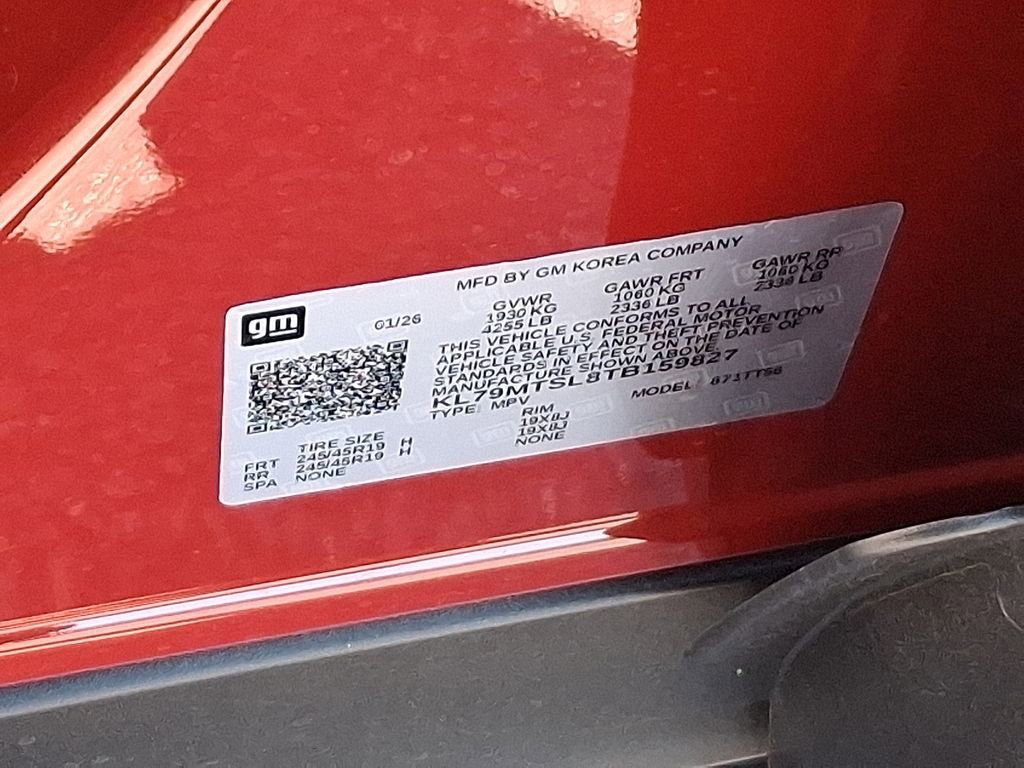 gm
MFD BY GM KOREA COMPANY
01/26
GVWR GAWR FRT GAWR RR
1930 KG 1060 KG 1060 KG
4255 LB 2336 LB 2336 LB
THIS VEHICLE CONFORMS TO ALL
APPLICABLE U.S. FEDERAL MOTOR
VEHICLE SAFETY AND THEFT PREVENTION
STANDARDS IN EFFECT ON THE DATE OF
MANUFACTURE SHOWN ABOVE.
KL79MTSL8TB159827
TYPE: MPV MODEL:
TIRE SIZE RIM
FRT 245/45R19 H 19X8J
RR 245/45R19 H 19X8J
SPA NONE NONE